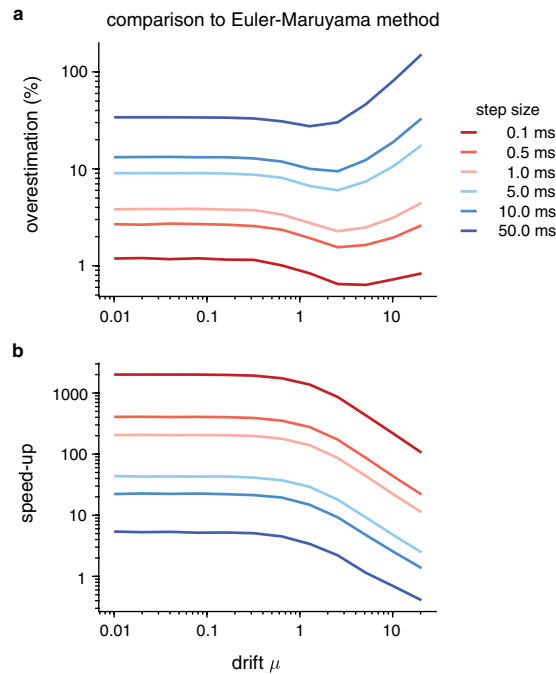 a
comparison to Euler-Maruyama method
overestimation (%)
100
10
1
0.01
0.1
1
10
step size
0.1 ms
0.5 ms
1.0 ms
5.0 ms
10.0 ms
50.0 ms
b
speed-up
1000
100
10
1
0.01
0.1
1
10
drift μ